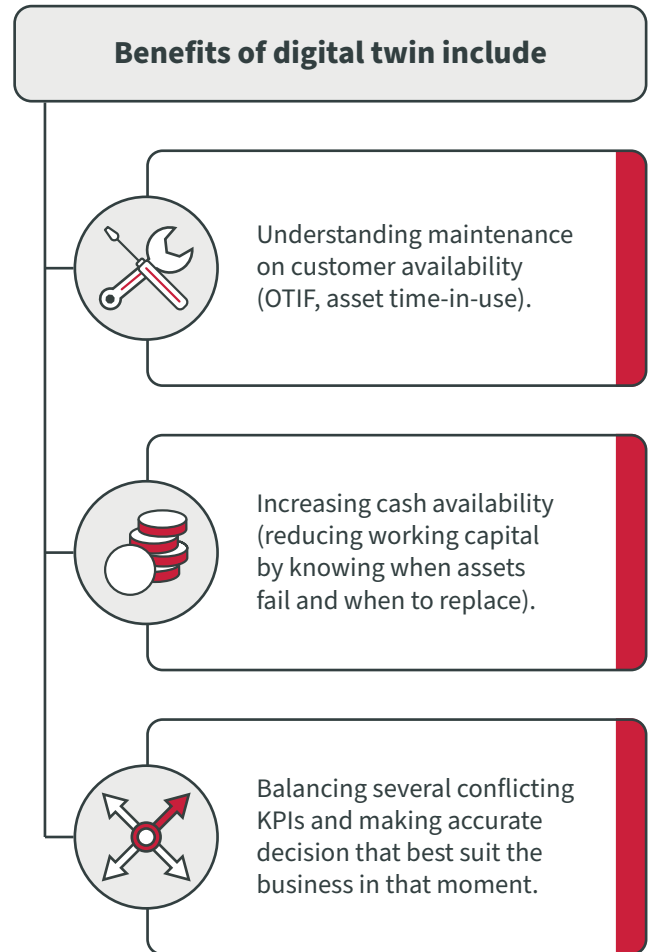 Benefits of digital twin include
Understanding maintenance
on customer availability
(OTIF, asset time-in-use).
Increasing cash availability
(reducing working capital
by knowing when assets
fail and when to replace).
Balancing several conflicting
KPIs and making accurate
decision that best suit the
business in that moment.